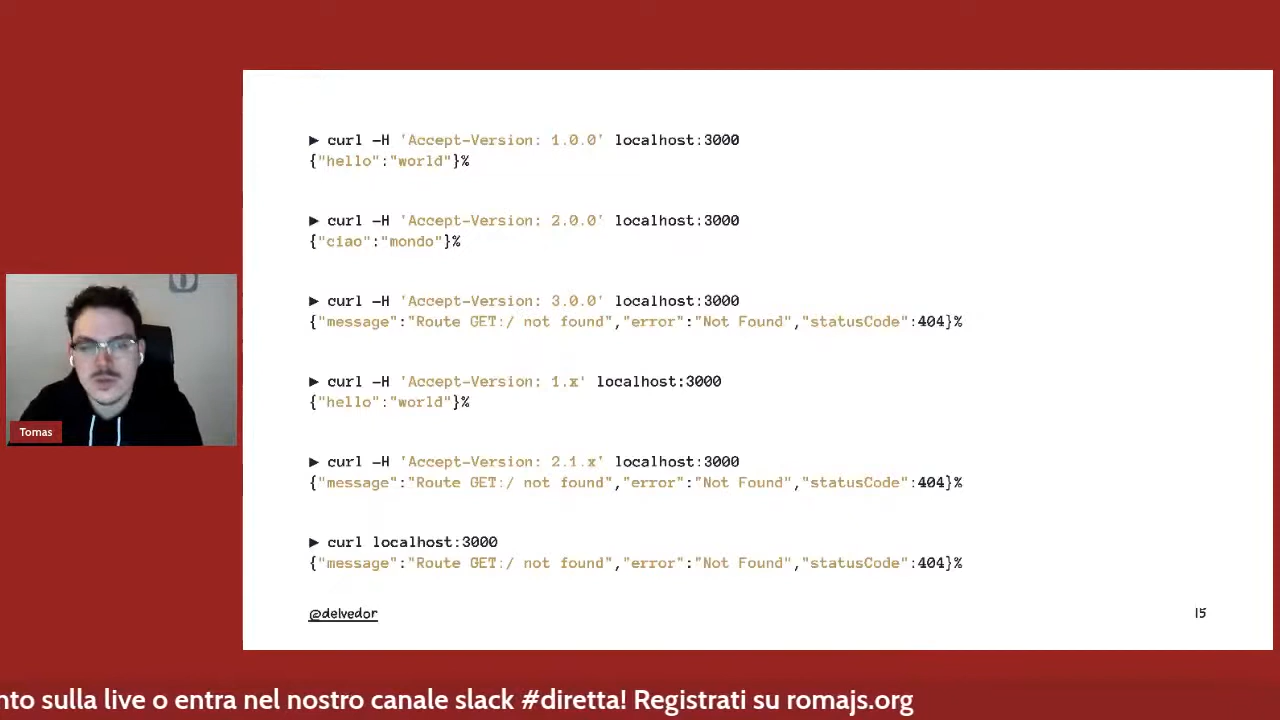 ▶ curl -H 'Accept-Version: 1.0.0' localhost:3000
{"hello":"world"}%
▶ curl -H 'Accept-Version: 2.0.0' localhost:3000
{"ciao":"mondo"}%
▶ curl -H 'Accept-Version: 3.0.0' localhost:3000
{"message":"Route GET:/ not found","error":"Not Found","statusCode":404}%
▶ curl -H 'Accept-Version: 1.x' localhost:3000
{"hello":"world"}%
▶ curl -H 'Accept-Version: 2.1.x' localhost:3000
{"message":"Route GET:/ not found","error":"Not Found","statusCode":404}%
▶ curl localhost:3000
{"message":"Route GET:/ not found","error":"Not Found","statusCode":404}%
@delvedor
15
Tomas
nto sulla live o entra nel nostro canale slack #diretta! Registrati su romajs.org